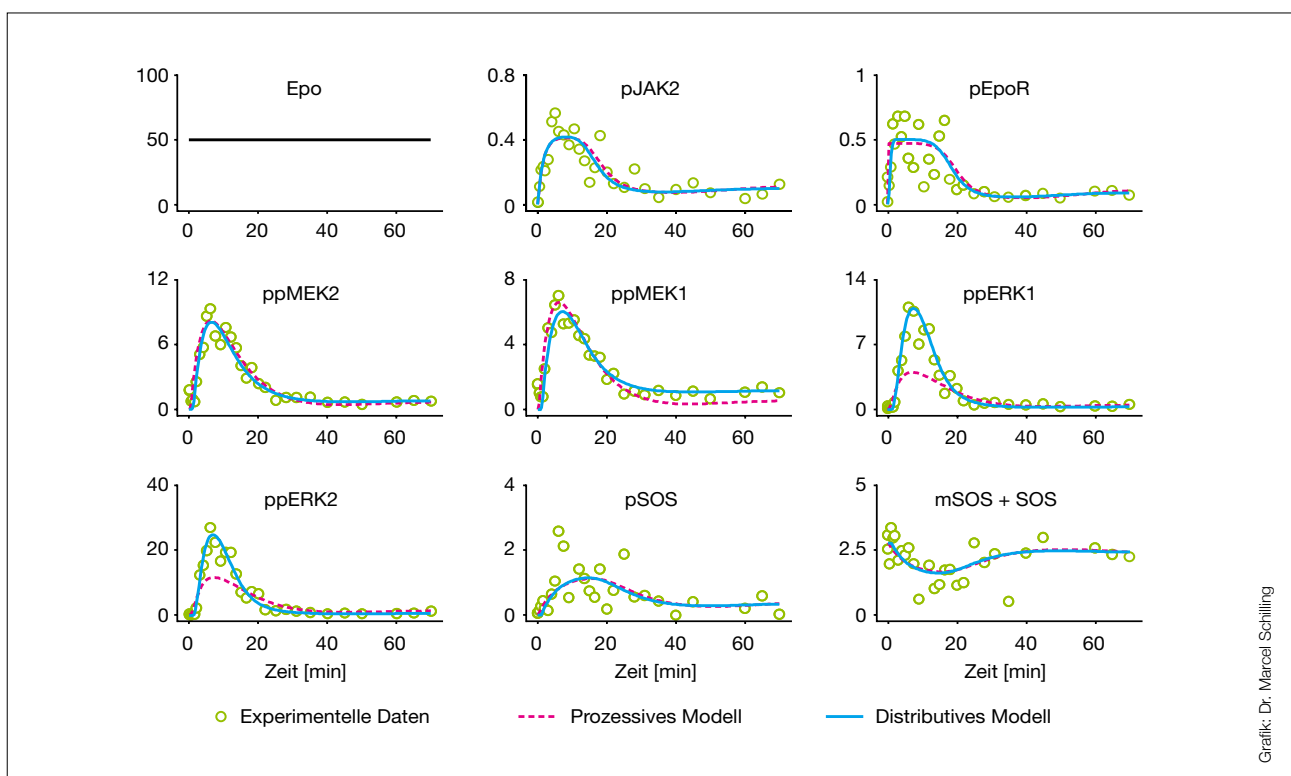 Epo
100
50
0
0 20 40 60
pJAK2
0.8
0.4
0
0 20 40 60
pEpoR
1
0.5
0
0 20 40 60
ppMEK2
12
6
0
0 20 40 60
ppMEK1
8
4
0
0 20 40 60
ppERK1
14
7
0
0 20 40 60
ppERK2
40
20
0
0 20 40 60
Zeit [min]
pSOS
4
2
0
0 20 40 60
Zeit [min]
mSOS + SOS
5
2.5
0
0 20 40 60
Zeit [min]
Experimentelle Daten
Prozessives Modell
Distributives Modell
Grafik: Dr. Marcel Schilling